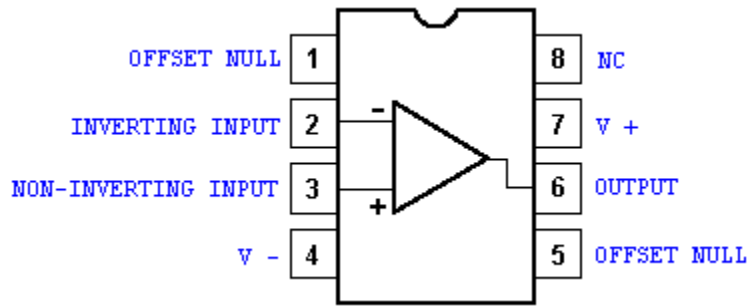 OFFSET NULL 1 8 NC
- 
INVERTING INPUT 2 7 V +
NON-INVERTING INPUT 3 6 OUTPUT
+
V - 4 5 OFFSET NULL